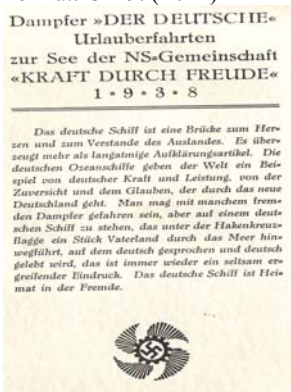 Dampfer »DER DEUTSCHE«
Urlauberfahrten
zur See der NS-Gemeinschaft
«KRAFT DURCH FREUDE«
1 • 9 • 3 • 8
Das deutsche Schiff ist eine Brücke zum Her-
zen und zum Verstande des Auslandes. Es über-
zeugt mehr als langatmige Aufklärungsartikel. Die
deutschen Ozeanschiffe geben der Welt ein Bei-
spiel von deutscher Kraft und Leistung, von der
Zuversicht und dem Glauben, der durch das neue
Deutschland geht. Man mag mit manchem frem-
den Dampfer gefahren sein, aber auf einem deut-
schen Schiff zu stehen, das unter der Hakenkreuz-
flagge ein Stück Vaterland durch das Meer hin-
wegführt, auf dem deutsch gesprochen und deutsch
gelebt wird, das ist immer wieder ein seltsam er-
greifender Eindruck. Das deutsche Schiff ist Hei-
mat in der Fremde.